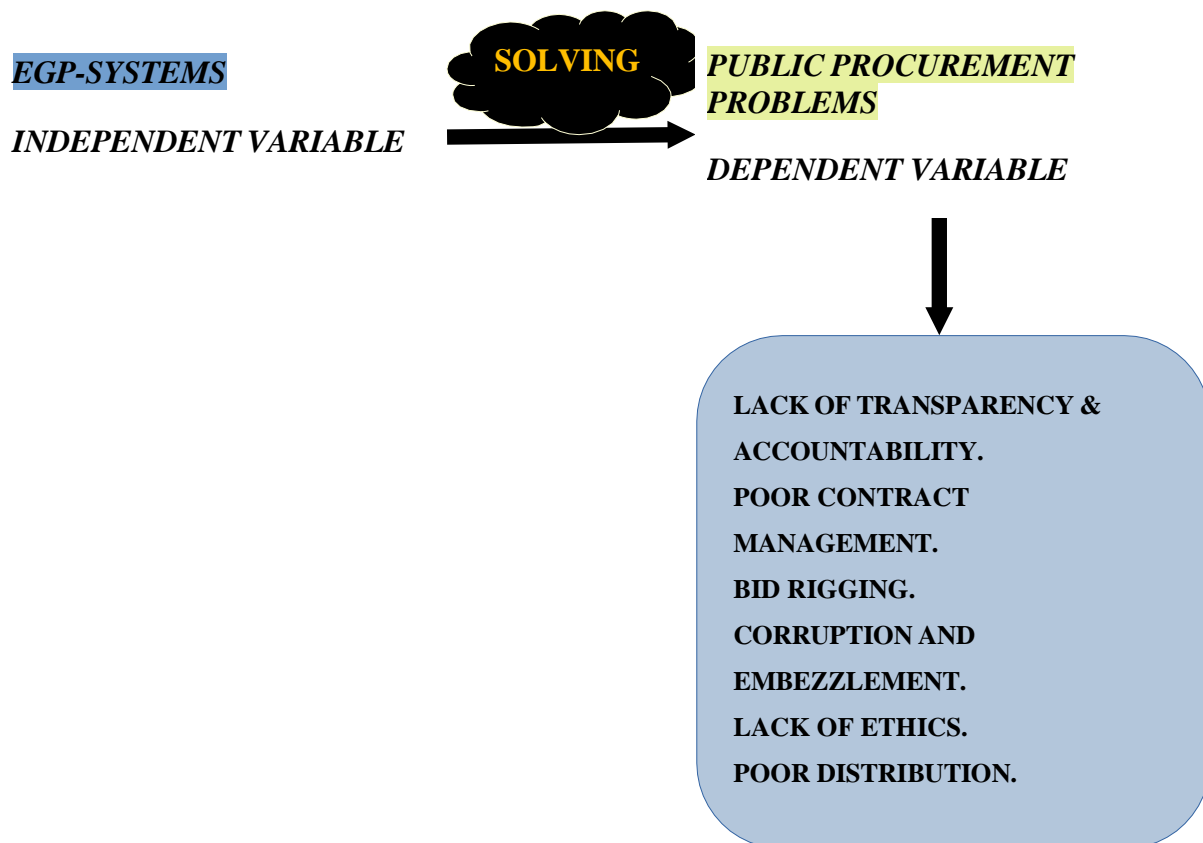 EGP-SYSTEMS
INDEPENDENT VARIABLE
SOLVING
PUBLIC PROCUREMENT
PROBLEMS
DEPENDENT VARIABLE
LACK OF TRANSPARENCY &
ACCOUNTABILITY.
POOR CONTRACT
MANAGEMENT.
BID RIGGING.
CORRUPTION AND
EMBEZZLEMENT.
LACK OF ETHICS.
POOR DISTRIBUTION.